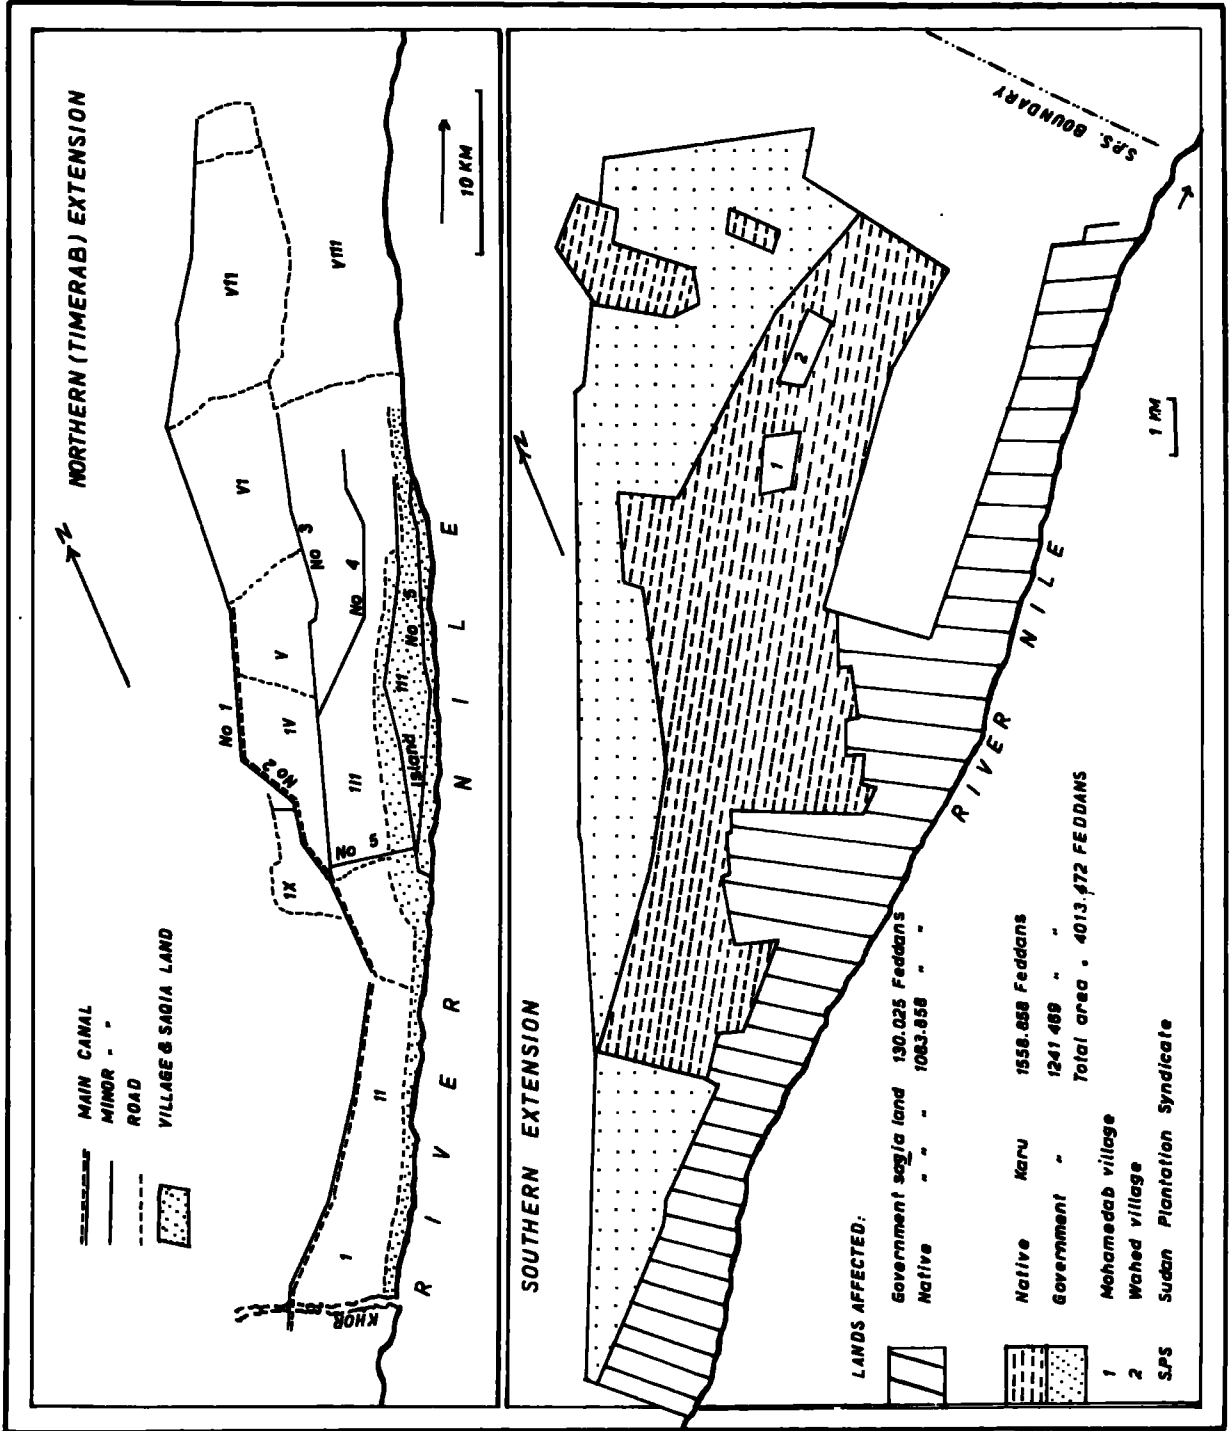 NORTHERN (TIMERAB) EXTENSION
N
MAIN CANAL
MINOR " "
ROAD
VILLAGE & SAQIA LAND
KHOR
1
11
111
1V
V
V1
V11
V111
1X
No 1
No 2
No 3
No 4
No 5
No 5
111
Island
RIVER NILE
10 KM
SOUTHERN EXTENSION
N
1
2
S.P.S. BOUNDARY
RIVER NILE
1 KM
LANDS AFFECTED:
Government sagia land 130.025 Feddans
Native " " " 1083.858 " "
Native Karu 1558.858 Feddans
Government " 1241 469 " "
Total area . 4013.472 FEDDANS
1 Mohamedab village
2 Wahed village
SPS Sudan Plantation Syndicate